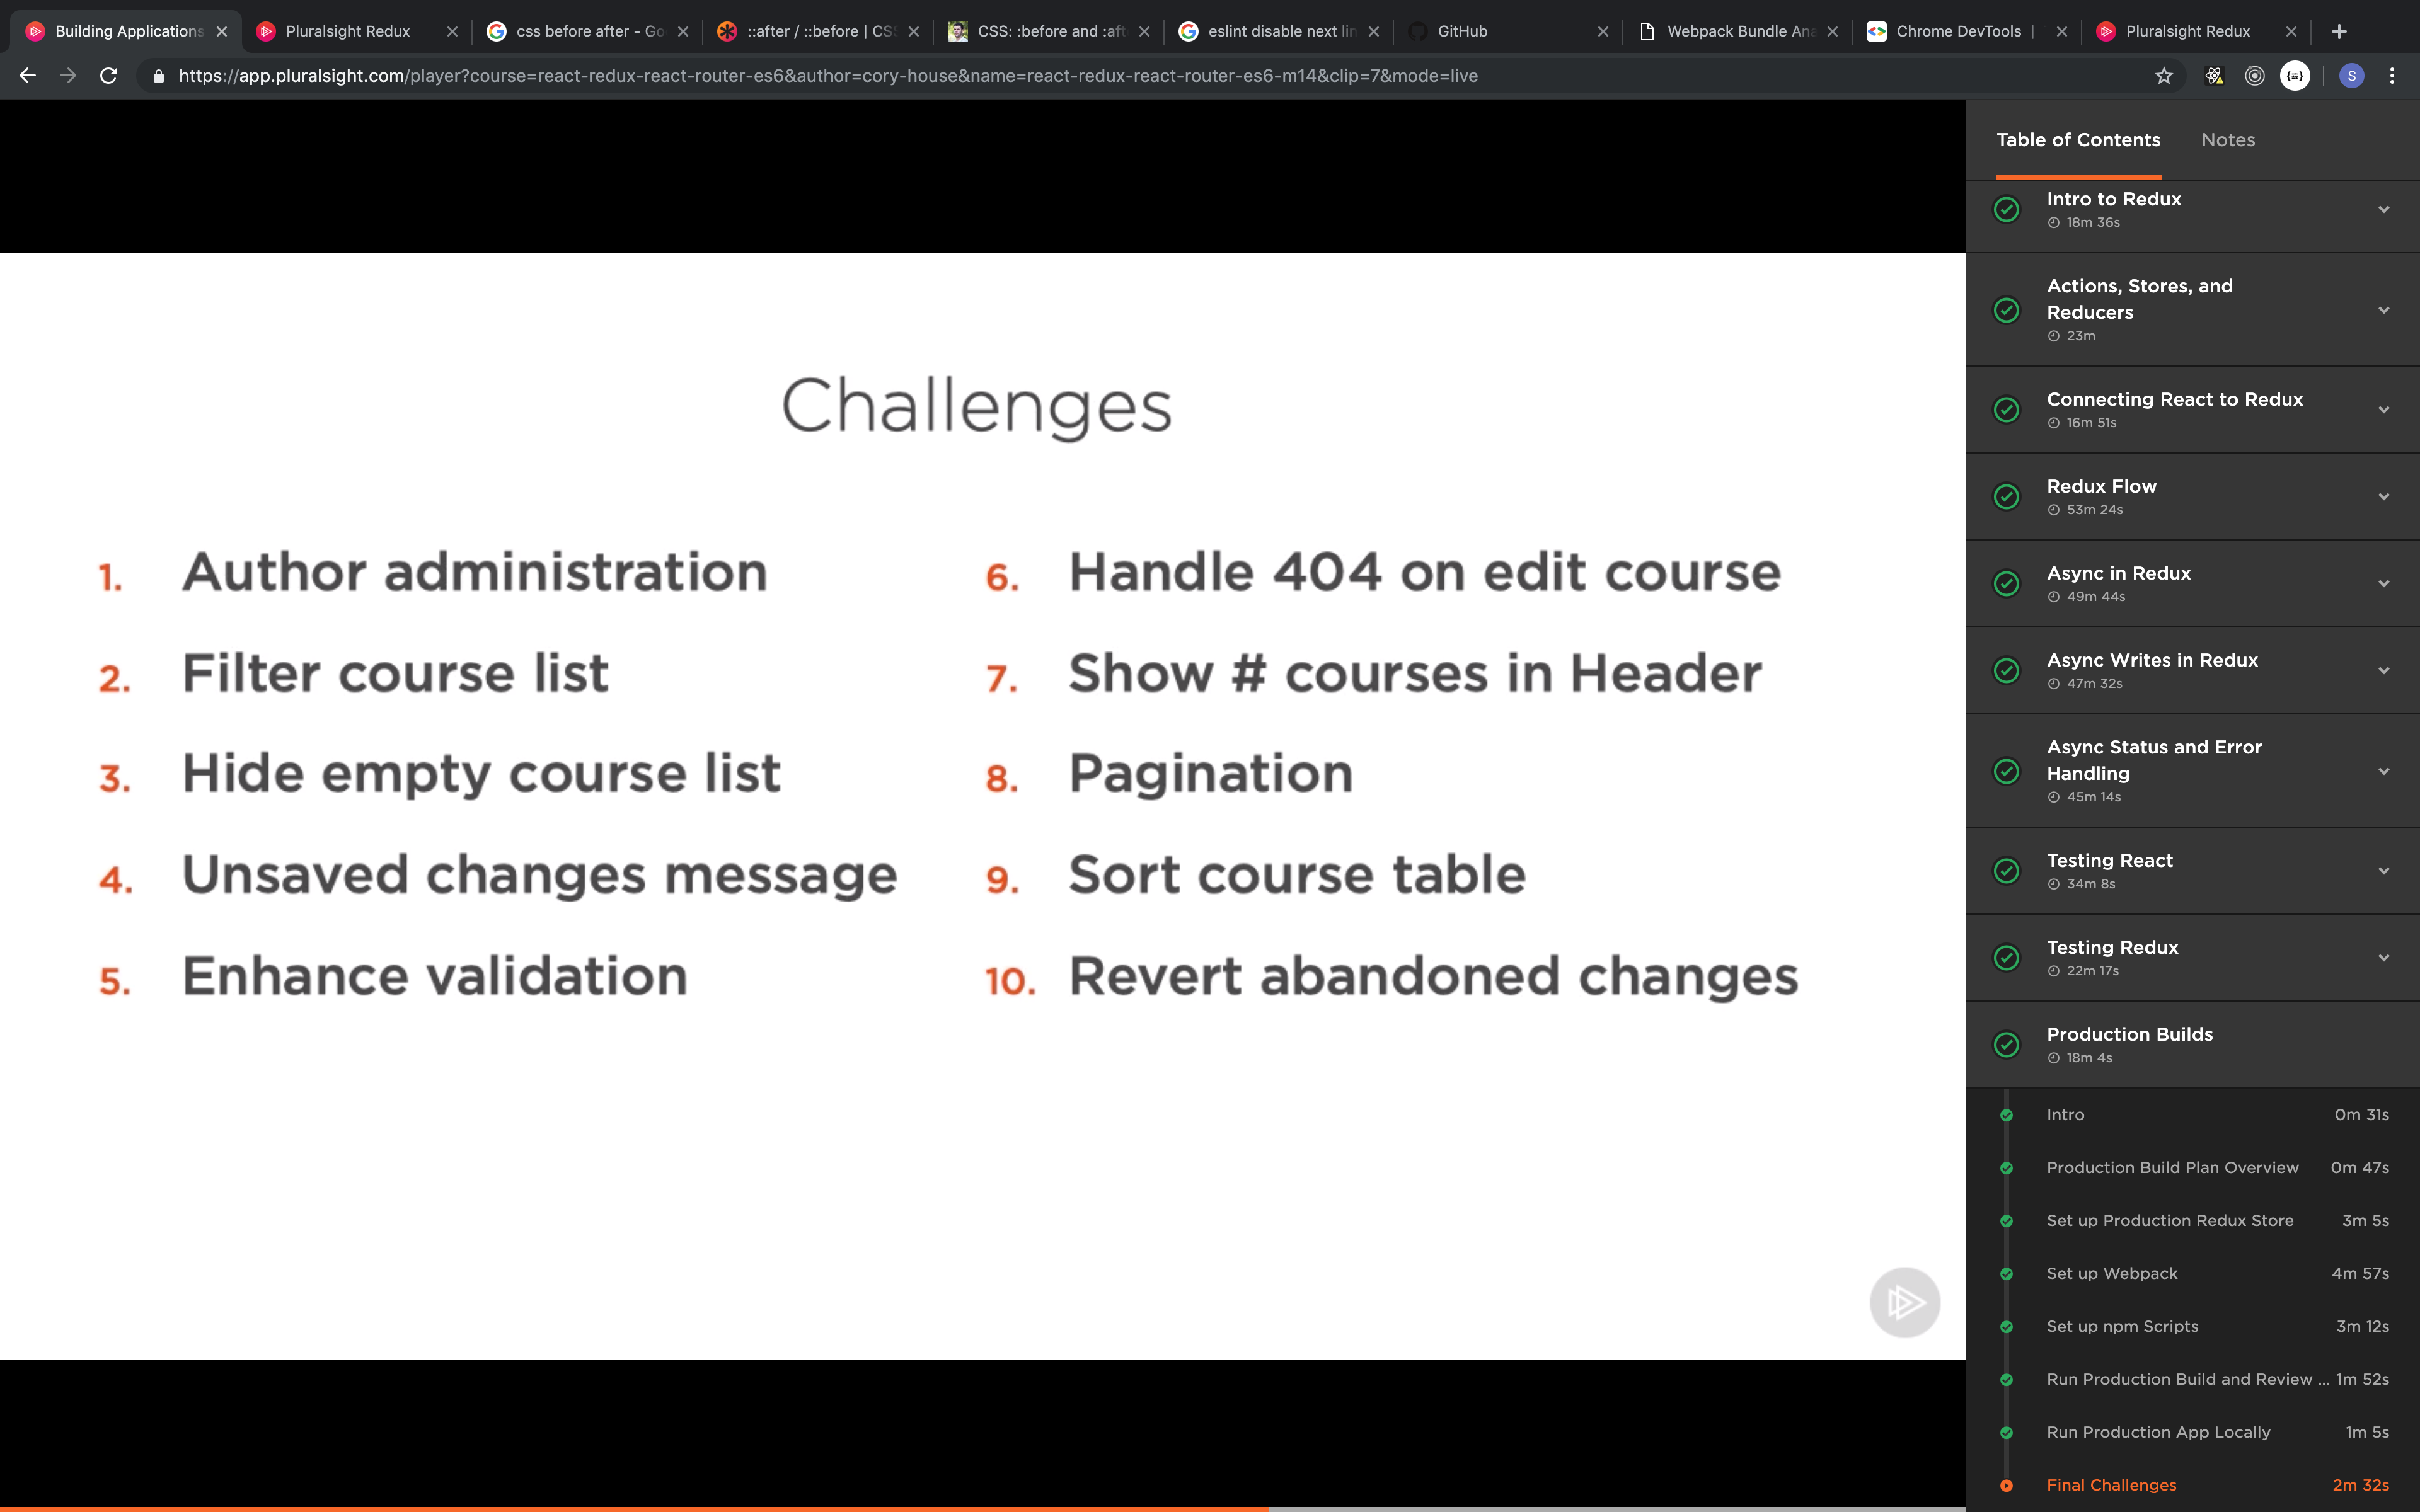 Building Applications
Pluralsight Redux
css before after - Go
::after / ::before | CSS
CSS: :before and :aft
eslint disable next lin
GitHub
Webpack Bundle Ana
Chrome DevTools |
Pluralsight Redux
https://app.pluralsight.com/player?course=react-redux-react-router-es6&author=cory-house&name=react-redux-react-router-es6-m14&clip=7&mode=live
S
Challenges
1. Author administration
2. Filter course list
3. Hide empty course list
4. Unsaved changes message
5. Enhance validation
6. Handle 404 on edit course
7. Show # courses in Header
8. Pagination
9. Sort course table
10. Revert abandoned changes
Table of Contents
Notes
Intro to Redux
18m 36s
Actions, Stores, and
Reducers
23m
Connecting React to Redux
16m 51s
Redux Flow
53m 24s
Async in Redux
49m 44s
Async Writes in Redux
47m 32s
Async Status and Error
Handling
45m 14s
Testing React
34m 8s
Testing Redux
22m 17s
Production Builds
18m 4s
Intro 0m 31s
Production Build Plan Overview 0m 47s
Set up Production Redux Store 3m 5s
Set up Webpack 4m 57s
Set up npm Scripts 3m 12s
Run Production Build and Review ... 1m 52s
Run Production App Locally 1m 5s
Final Challenges 2m 32s